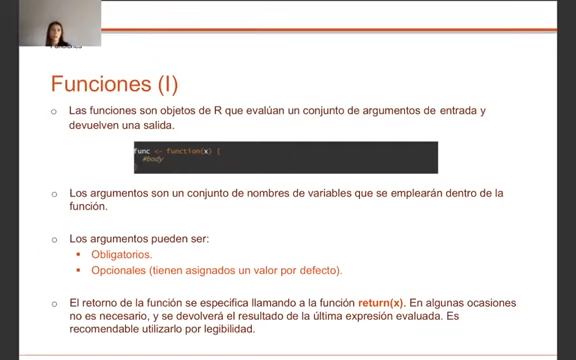 Funciones
Funciones (I)
o Las funciones son objetos de R que evalúan un conjunto de argumentos de entrada y
devuelven una salida.
func <- function(x) {
#body
}
o Los argumentos son un conjunto de nombres de variables que se emplearán dentro de la
función.
o Los argumentos pueden ser:
▪ Obligatorios.
▪ Opcionales (tienen asignados un valor por defecto).
o El retorno de la función se especifica llamando a la función return(x). En algunas ocasiones
no es necesario, y se devolverá el resultado de la última expresión evaluada. Es
recomendable utilizarlo por legibilidad.